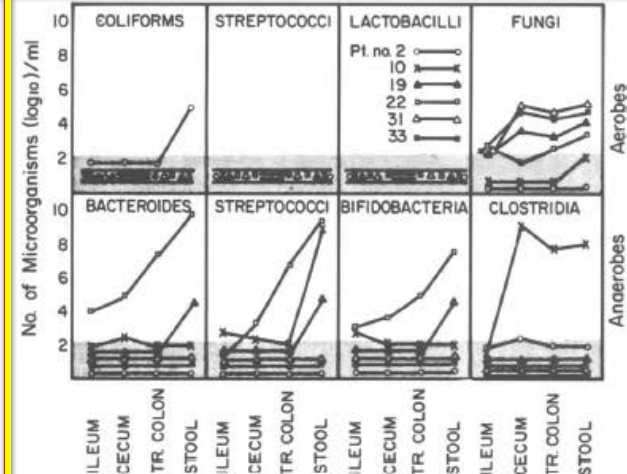 No. of Microorganisms (log10)/ml
10
8
6
4
2
COLIFORMS
STREPTOCOCCI
LACTOBACILLI
Pt. no. 2
10
19
22
31
33
FUNGI
Aerobes
10
8
6
4
2
BACTEROIDES
STREPTOCOCCI
BIFIDOBACTERIA
CLOSTRIDIA
Anaerobes
ILEUM
CECUM
TR. COLON
STOOL
ILEUM
CECUM
TR. COLON
STOOL
ILEUM
CECUM
TR. COLON
STOOL
ILEUM
CECUM
TR. COLON
STOOL